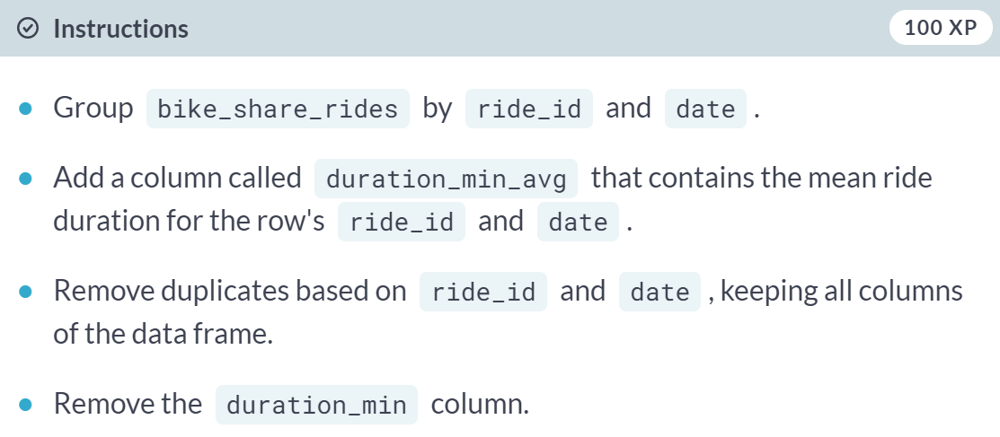 Instructions
100 XP
Group bike_share_rides by ride_id and date .
Add a column called duration_min_avg that contains the mean ride
duration for the row's ride_id and date .
Remove duplicates based on ride_id and date , keeping all columns
of the data frame.
Remove the duration_min column.